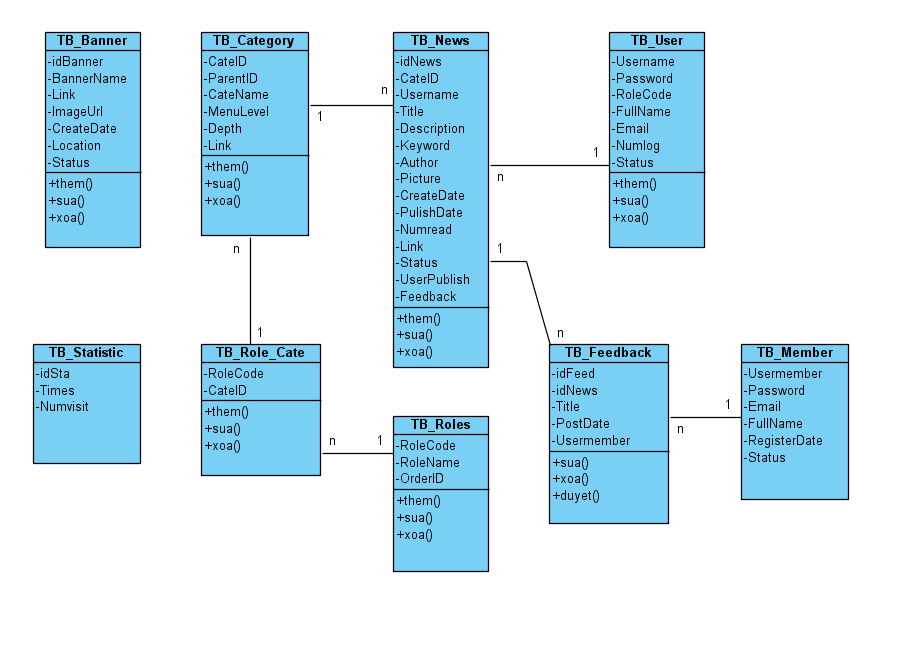 TB_Banner
-idBanner
-BannerName
-Link
-ImageUrl
-CreateDate
-Location
-Status
+them()
+sua()
+xoa()
TB_Category
-CateID
-ParentID
-CateName
-MenuLevel
-Depth
-Link
+them()
+sua()
+xoa()
n
1
TB_News
-idNews
-CateID
-Username
-Title
-Description
-Keyword
-Author
-Picture
-CreateDate
-PulishDate
-Numread
-Link
-Status
-UserPublish
-Feedback
+them()
+sua()
+xoa()
1
n
TB_User
-Username
-Password
-RoleCode
-FullName
-Email
-Numlog
-Status
+them()
+sua()
+xoa()
n
1
1
n
TB_Statistic
-idSta
-Times
-Numvisit
TB_Role_Cate
-RoleCode
-CateID
+them()
+sua()
+xoa()
n
1
TB_Roles
-RoleCode
-RoleName
-OrderID
+them()
+sua()
+xoa()
TB_Feedback
-idFeed
-idNews
-Title
-PostDate
-Usermember
+sua()
+xoa()
+duyet()
1
n
TB_Member
-Usermember
-Password
-Email
-FullName
-RegisterDate
-Status